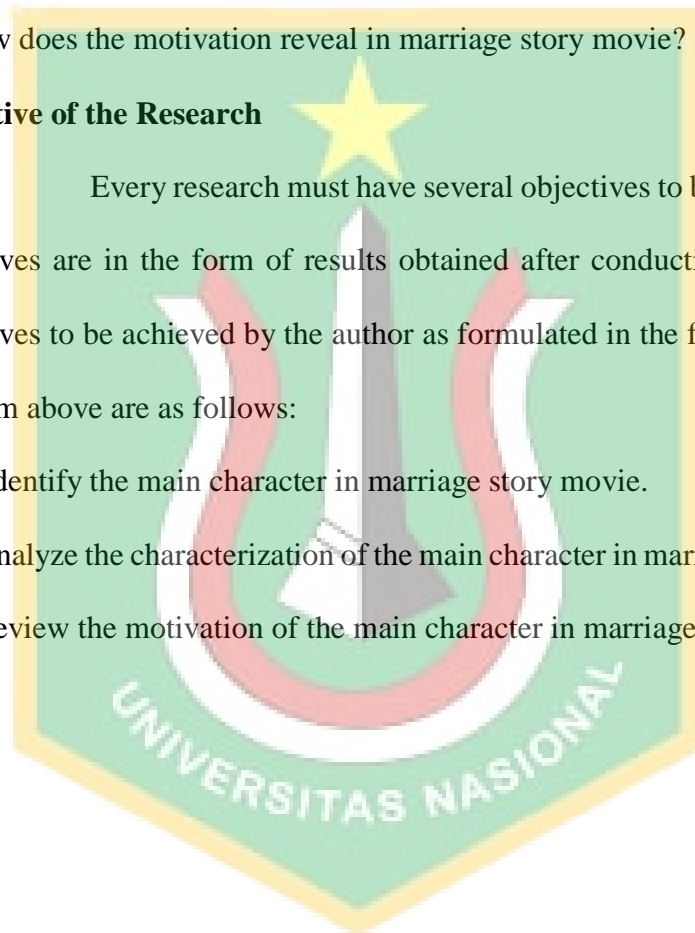 w does the motivation reveal in marriage story movie?
tive of the Research
Every research must have several objectives to b
ves are in the form of results obtained after conducti
ves to be achieved by the author as formulated in the f
m above are as follows:
dentify the main character in marriage story movie.
nalyze the characterization of the main character in marr
eview the motivation of the main character in marriage
UNIVERSITAS NASIONAL